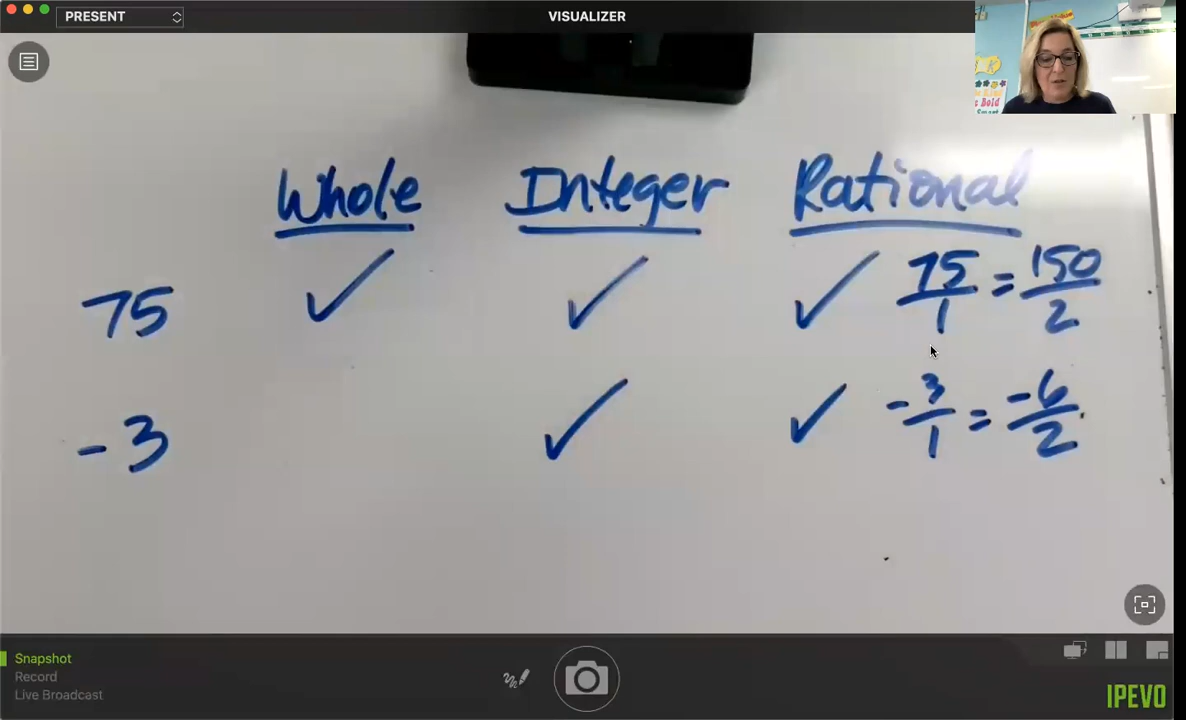 PRESENT
VISUALIZER
Bold
Whole Integer Rational
75 ✓ ✓ ✓ 75/1 = 150/2
-3 ✓ ✓ -3/1 = -6/2
Snapshot
Record
Live Broadcast
IPEVO